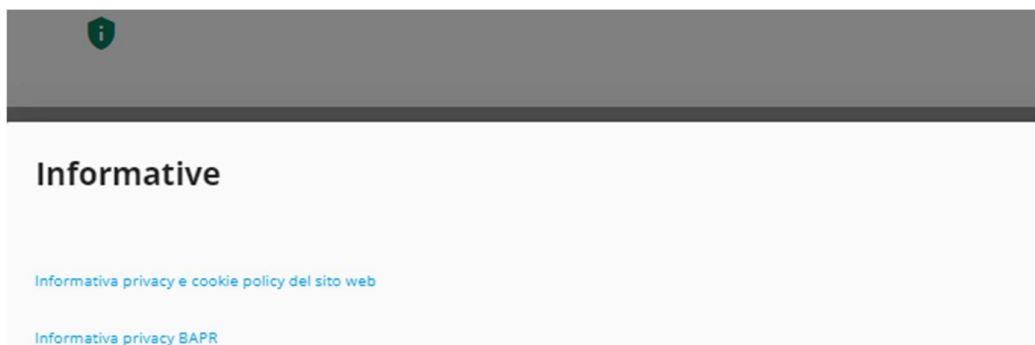 Informative
Informativa privacy e cookie policy del sito web
Informativa privacy BAPR